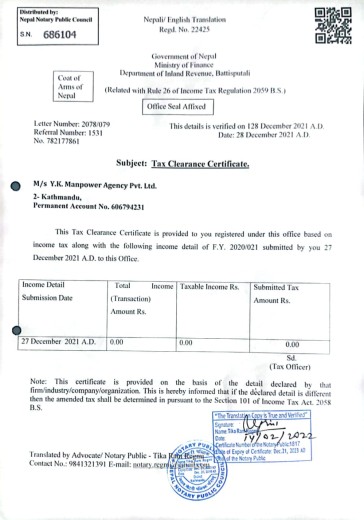 Distributed by:
Nepal Notary Public Council
S.N. 686104
Nepali/ English Translation
Regd. No. 22425
Government of Nepal
Ministry of Finance
Department of Inland Revenue, Battisputali
Coat of
Arms of
Nepal
(Related with Rule 26 of Income Tax Regulation 2059 B.S.)
Office Seal Affixed
Letter Number: 2078/079
Referral Number: 1531
No. 782177861
This details is verified on 128 December 2021 A.D.
Date: 28 December 2021 A.D.
Subject: Tax Clearance Certificate.
M/s Y.K. Manpower Agency Pvt. Ltd.
2- Kathmandu,
Permanent Account No. 606794231
This Tax Clearance Certificate is provided to you registered under this office based on
income tax along with the following income detail of F.Y. 2020/021 submitted by you 27
December 2021 A.D. to this Office.
Income Detail Submission Date
Total Income (Transaction) Amount Rs.
Taxable Income Rs.
Submitted Tax Amount Rs.
27 December 2021 A.D. 0.00 0.00 0.00
Sd.
(Tax Officer)
Note: This certificate is provided on the basis of the detail declared by that
firm/industry/company/organization. This is hereby informed that if the declared detail is different
then the amended tax shall be determined in pursuant to the Section 101 of Income Tax Act. 2058
B.S.
"The Translation Copy is True and Verified"
Signature:
Name: Tika Ram
Date: 14/02/2022
Certificate Number of the Notary Public: 1817
Date of Expiry of Certificate: Dec. 31, 2025 AD
of the Notary Public
Translated by Advocate/ Notary Public - Tika Ram Regmi
Contact No.: 9841321391 E-mail:
NOTARY PUBLIC
NEPAL NOTARY PUBLIC COUNCIL